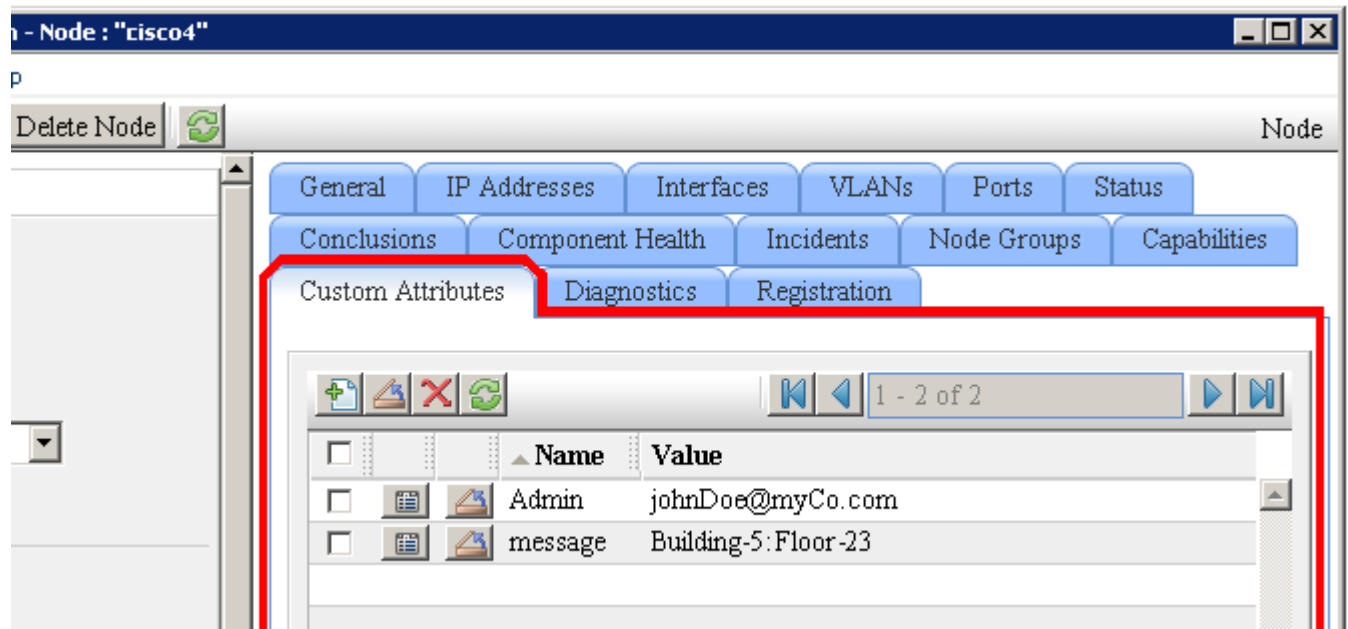 n - Node : "cisco4"
p
Delete Node
Node
General IP Addresses Interfaces VLANs Ports Status
Conclusions Component Health Incidents Node Groups Capabilities
Custom Attributes Diagnostics Registration
1 - 2 of 2
Name Value
Admin johnDoe@myCo.com
message Building-5:Floor-23